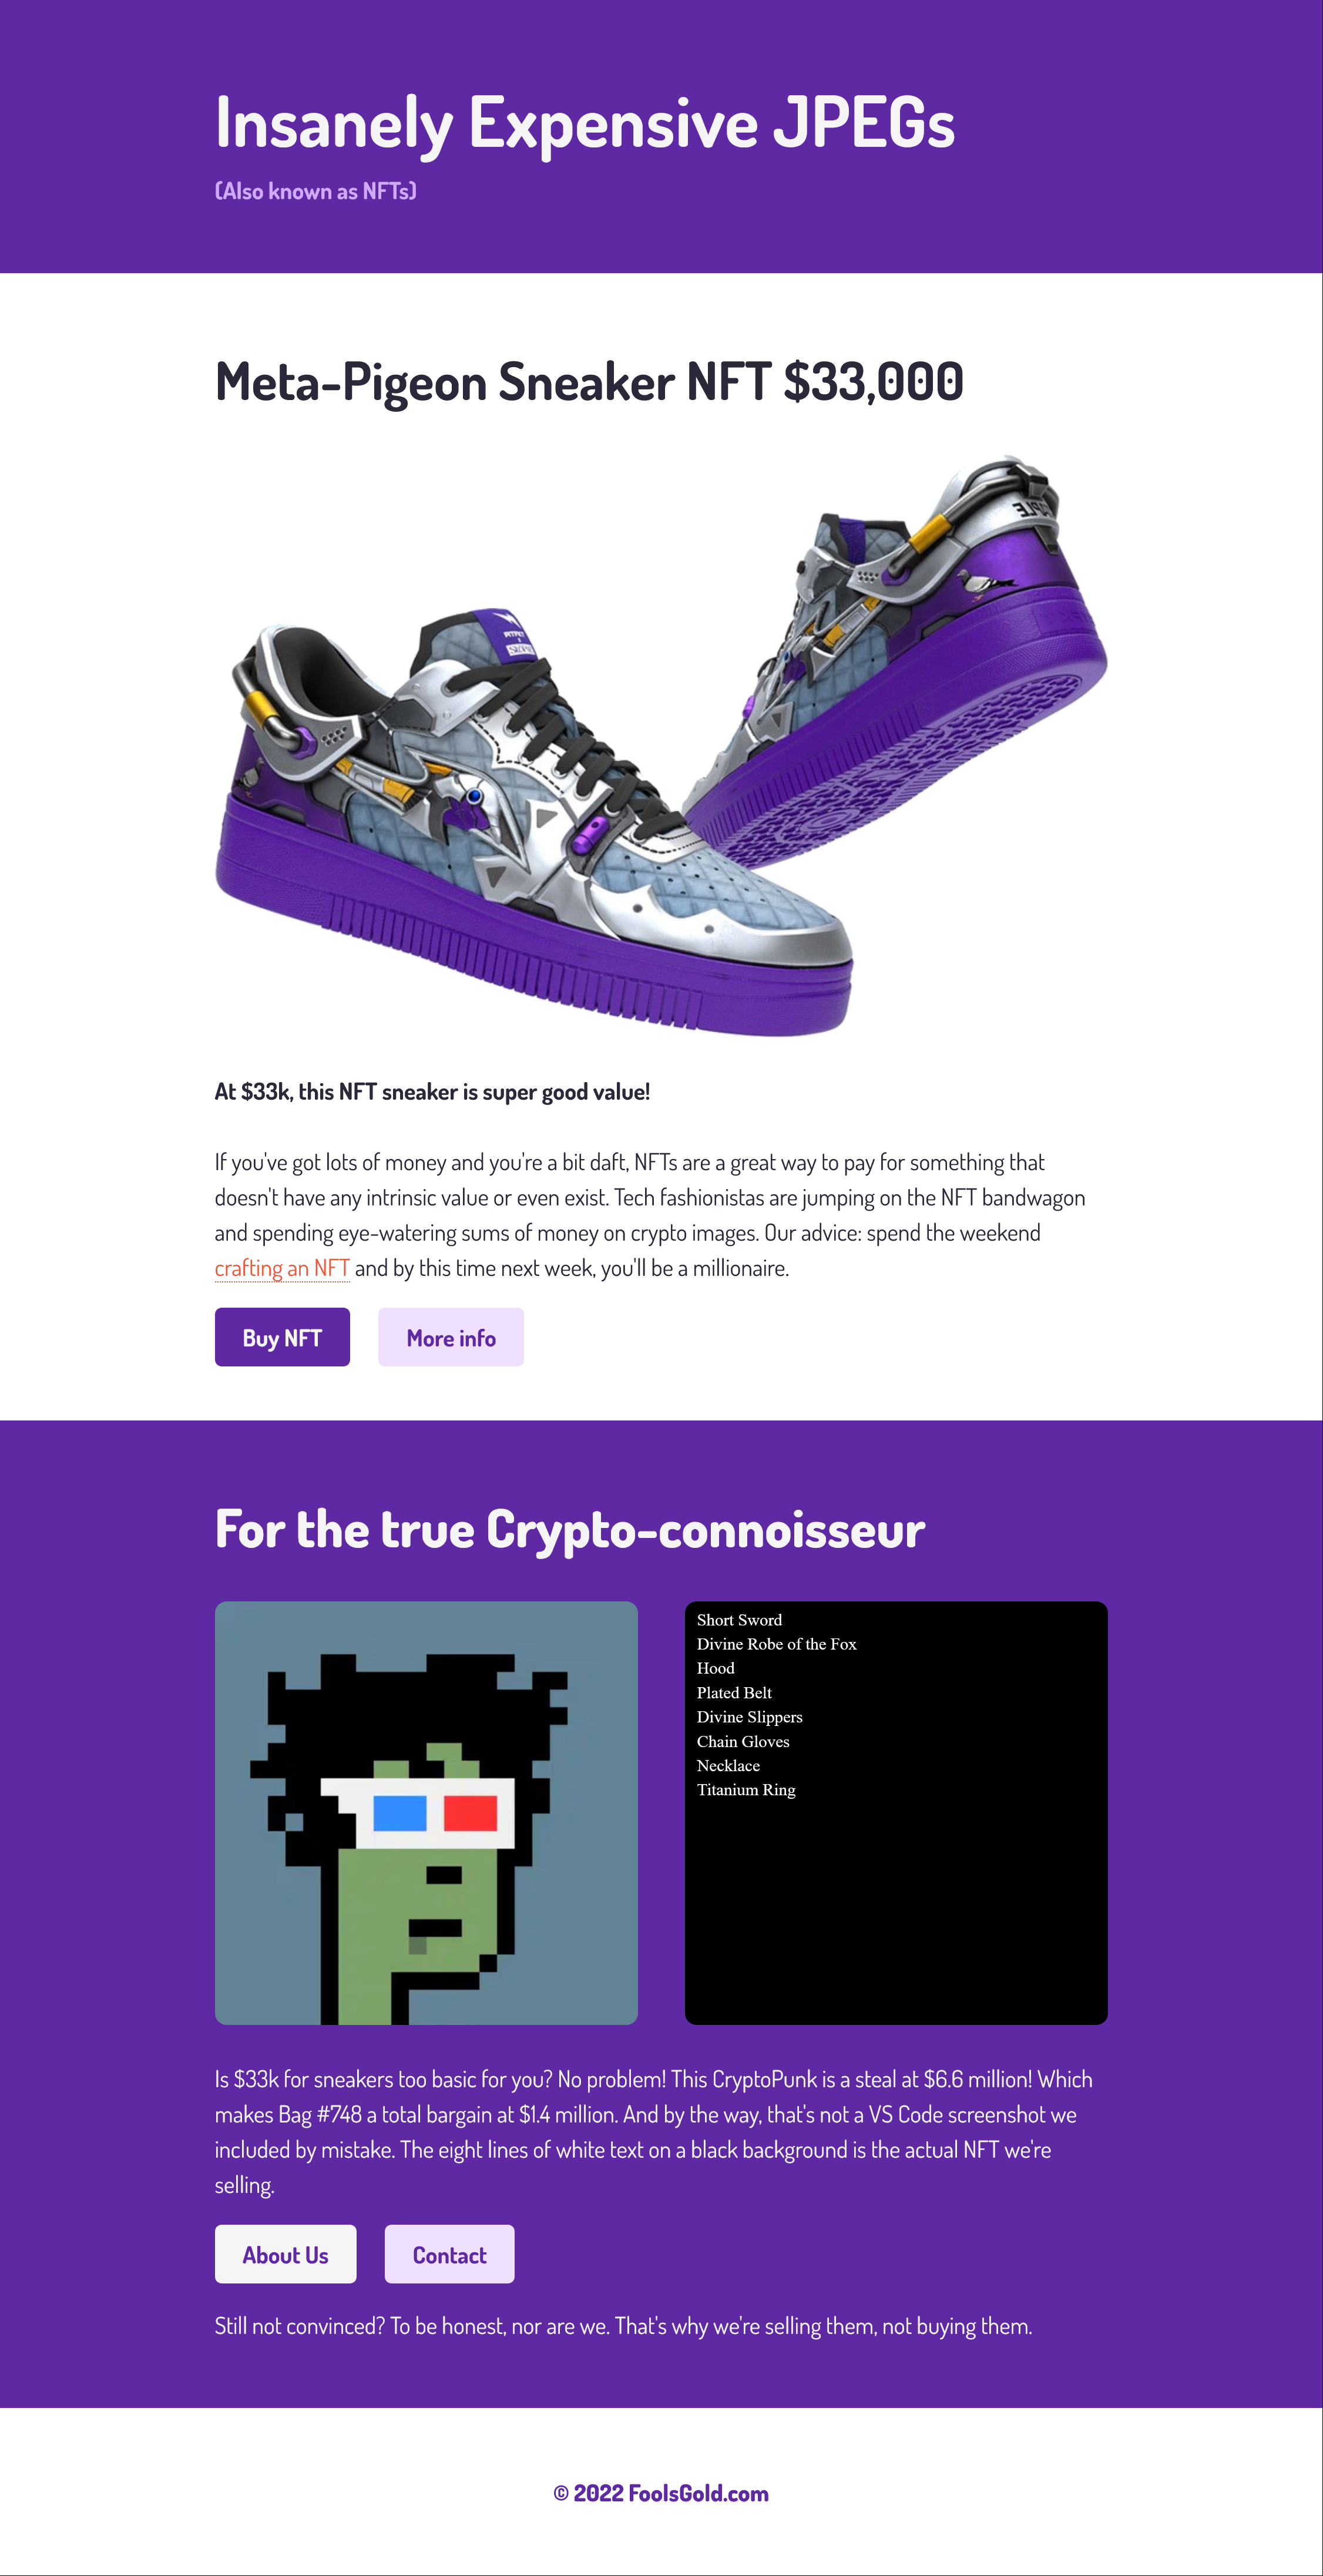 Insanely Expensive JPEGs
(Also known as NFTs)
Meta-Pigeon Sneaker NFT $33,000
At $33k, this NFT sneaker is super good value!
If you've got lots of money and you're a bit daft, NFTs are a great way to pay for something that
doesn't have any intrinsic value or even exist. Tech fashionistas are jumping on the NFT bandwagon
and spending eye-watering sums of money on crypto images. Our advice: spend the weekend
crafting an NFT and by this time next week, you'll be a millionaire.
Buy NFT
More info
For the true Crypto-connoisseur
Short Sword
Divine Robe of the Fox
Hood
Plated Belt
Divine Slippers
Chain Gloves
Necklace
Titanium Ring
Is $33k for sneakers too basic for you? No problem! This CryptoPunk is a steal at $6.6 million! Which
makes Bag #748 a total bargain at $1.4 million. And by the way, that's not a VS Code screenshot we
included by mistake. The eight lines of white text on a black background is the actual NFT we're
selling.
About Us
Contact
Still not convinced? To be honest, nor are we. That's why we're selling them, not buying them.
© 2022 FoolsGold.com